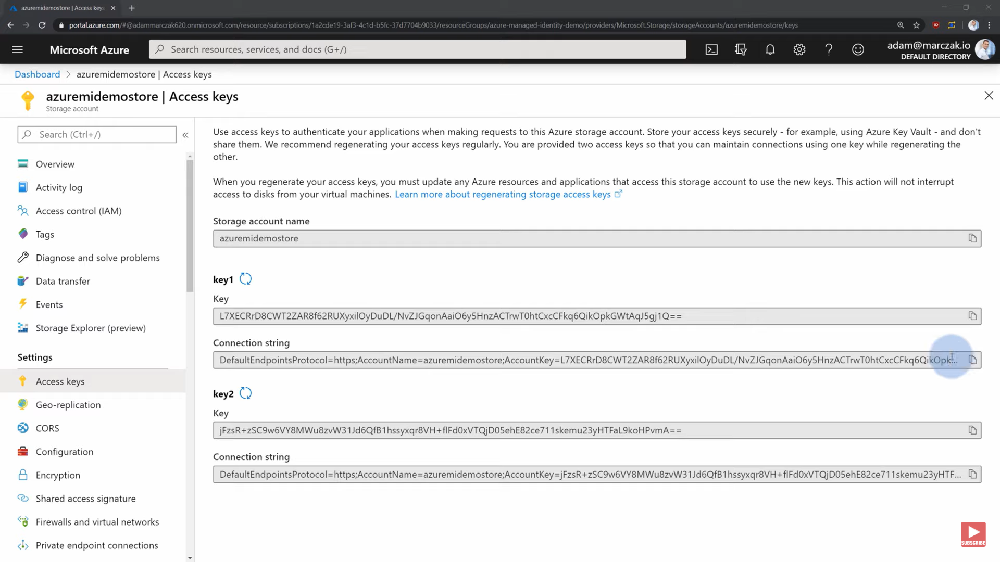 azuremidemostore | Access keys
portal.azure.com/#@adammarczak620.onmicrosoft.com/resource/subscriptions/1a2cde19-3af3-4c1d-b5fc-37d7704b9033/resourceGroups/azure-managed-identity-demo/providers/Microsoft.Storage/storageAccounts/azuremidemostore/keys
Microsoft Azure
Search resources, services, and docs (G+/)
adam@marczak.io
DEFAULT DIRECTORY
Dashboard > azuremidemostore | Access keys
azuremidemostore | Access keys
Storage account
Search (Ctrl+/)
«
Overview
Activity log
Access control (IAM)
Tags
Diagnose and solve problems
Data transfer
Events
Storage Explorer (preview)
Settings
Access keys
Geo-replication
CORS
Configuration
Encryption
Shared access signature
Firewalls and virtual networks
Private endpoint connections
Use access keys to authenticate your applications when making requests to this Azure storage account. Store your access keys securely - for example, using Azure Key Vault - and don't
share them. We recommend regenerating your access keys regularly. You are provided two access keys so that you can maintain connections using one key while regenerating the
other.
When you regenerate your access keys, you must update any Azure resources and applications that access this storage account to use the new keys. This action will not interrupt
access to disks from your virtual machines. Learn more about regenerating storage access keys
Storage account name
azuremidemostore
key1
Key
L7XECRrD8CWT2ZAR8f62RUXyxilOyDuDL/NvZJGqonAaiO6y5HnzACTrwT0htCxcCFkq6QikOpkGWtAqJ5gj1Q==
Connection string
DefaultEndpointsProtocol=https;AccountName=azuremidemostore;AccountKey=L7XECRrD8CWT2ZAR8f62RUXyxilOyDuDL/NvZJGqonAaiO6y5HnzACTrwT0htCxcCFkq6QikOpk...
key2
Key
jFzsR+zSC9w6VY8MWu8zvW31Jd6QfB1hssyxqr8VH+flFd0xVTQjD05ehE82ce711skemu23yHTFaL9koHPvmA==
Connection string
DefaultEndpointsProtocol=https;AccountName=azuremidemostore;AccountKey=jFzsR+zSC9w6VY8MWu8zvW31Jd6QfB1hssyxqr8VH+flFd0xVTQjD05ehE82ce711skemu23yHTF...
SUBSCRIBE